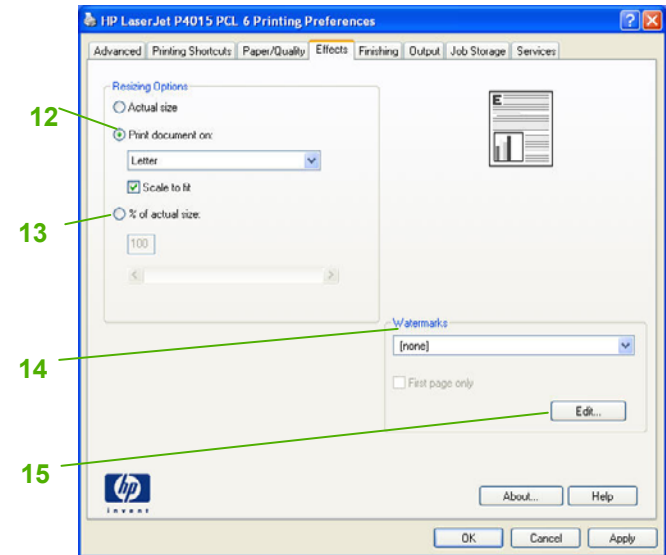 HP LaserJet P4015 PCL 6 Printing Preferences
Advanced Printing Shortcuts Paper/Quality Effects Finishing Output Job Storage Services
Resizing Options
Actual size
12
Print document on:
Letter
Scale to fit
13
% of actual size:
100
E
Watermarks
14
[none]
First page only
Edit...
15
hp
invent
About... Help
OK Cancel Apply